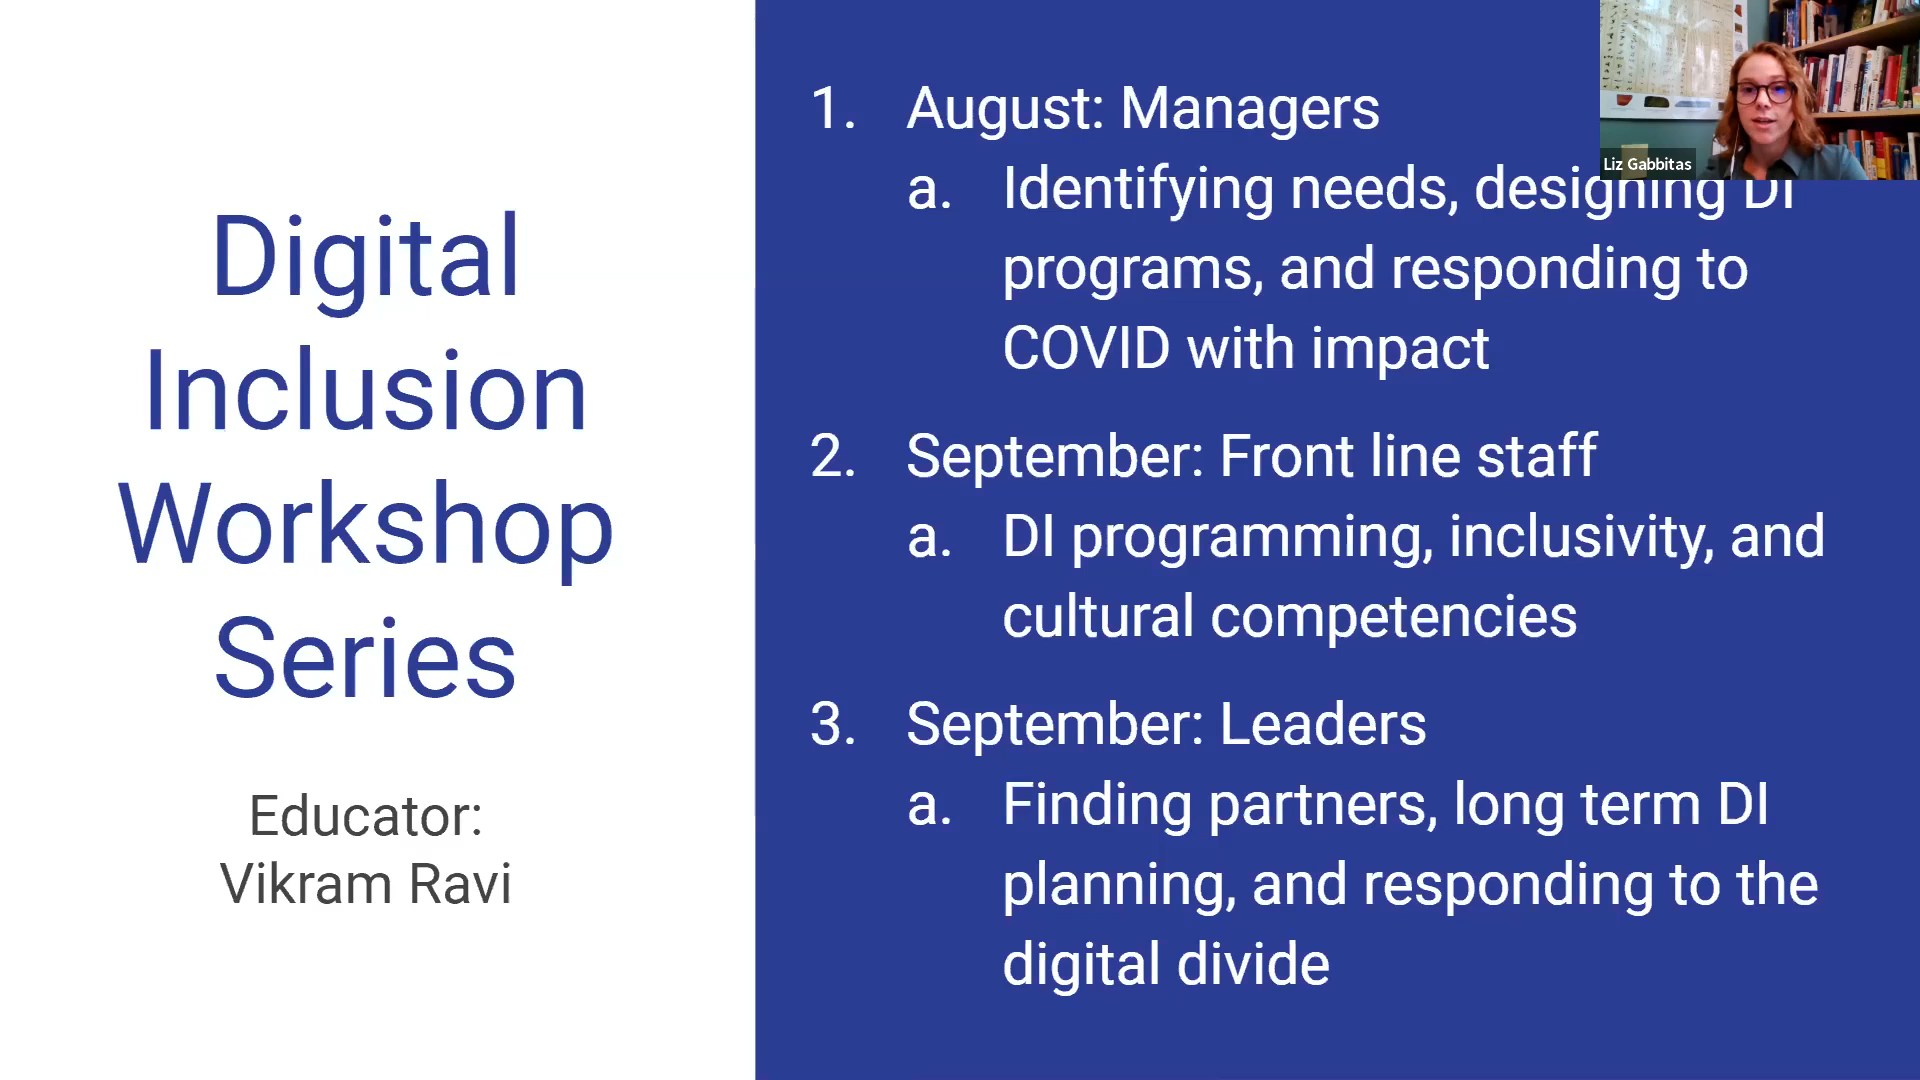 Digital
Inclusion
Workshop
Series
Educator:
Vikram Ravi
1. August: Managers
a. Identifying needs, designing DI
programs, and responding to
COVID with impact
2. September: Front line staff
a. DI programming, inclusivity, and
cultural competencies
3. September: Leaders
a. Finding partners, long term DI
planning, and responding to the
digital divide
Liz Gabbitas